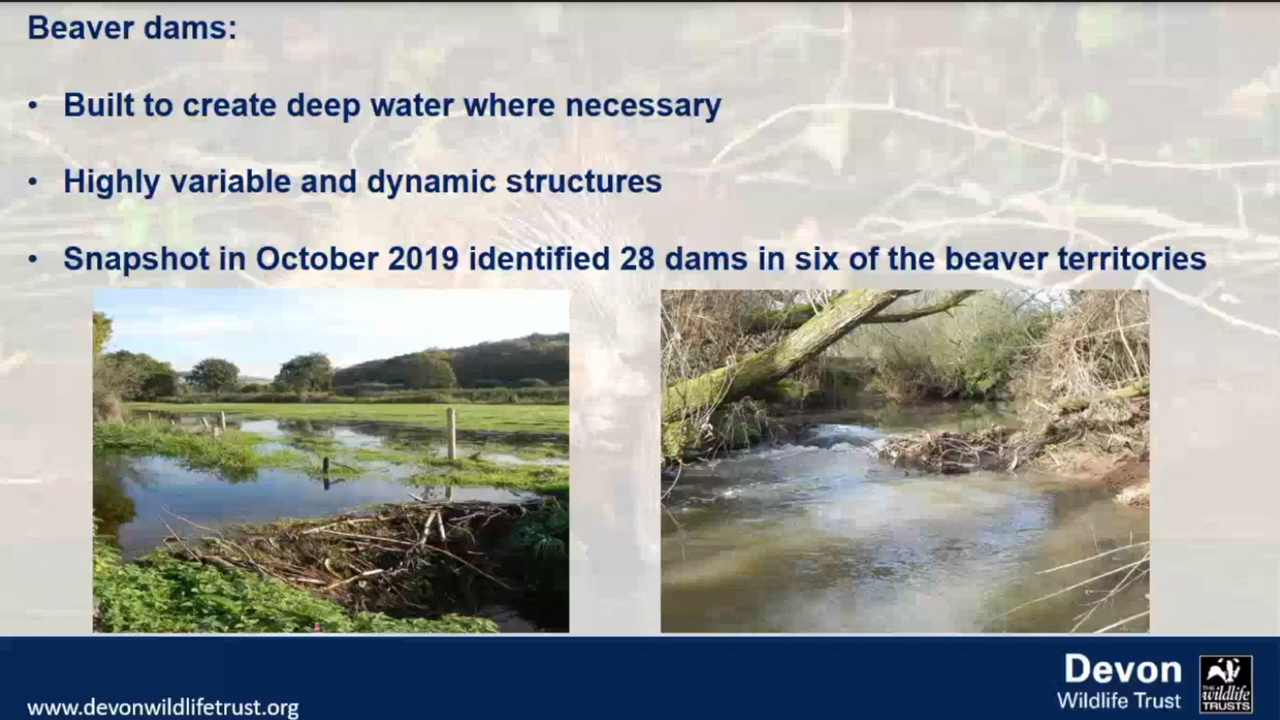 Beaver dams:
• Built to create deep water where necessary
• Highly variable and dynamic structures
• Snapshot in October 2019 identified 28 dams in six of the beaver territories
Devon
Wildlife Trust
THE
wildlife
TRUSTS
www.devonwildlifetrust.org